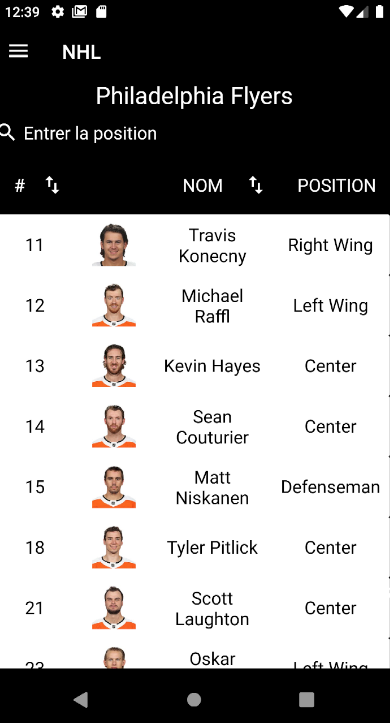 12:39
NHL
Philadelphia Flyers
Entrer la position
# NOM POSITION
11 Travis Konecny Right Wing
12 Michael Raffl Left Wing
13 Kevin Hayes Center
14 Sean Couturier Center
15 Matt Niskanen Defenseman
18 Tyler Pitlick Center
21 Scott Laughton Center
23 Oskar Left Wing